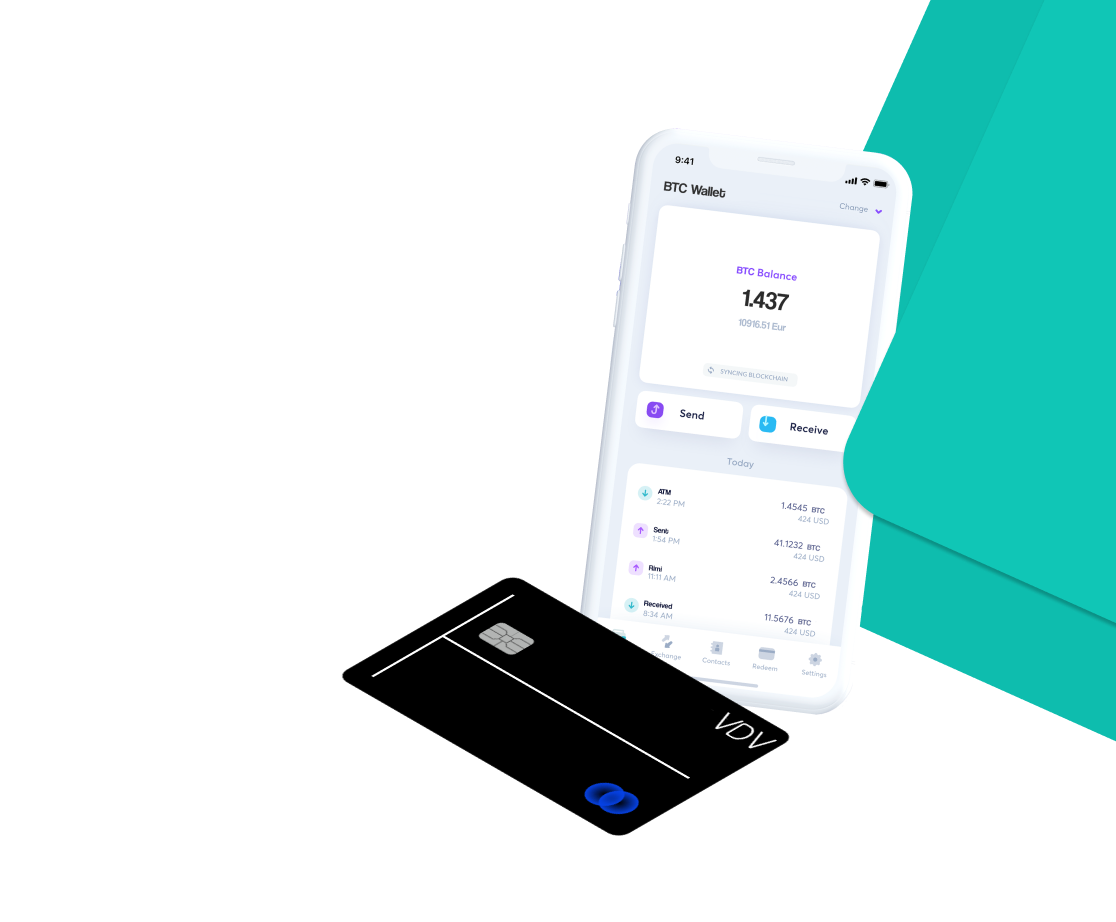 9:41
BTC Wallet
Change
BTC Balance
1.437
10916.51 Eur
SYNCING BLOCKCHAIN
Send
Receive
Today
ATM
1.4545 BTC
2:22 PM
424 USD
Sent
41.1232 BTC
1:54 PM
424 USD
Rimi
2.4566 BTC
11:11 AM
424 USD
Received
11.5676 BTC
8:34 AM
424 USD
Exchange
Contacts
Redeem
Settings
VDV